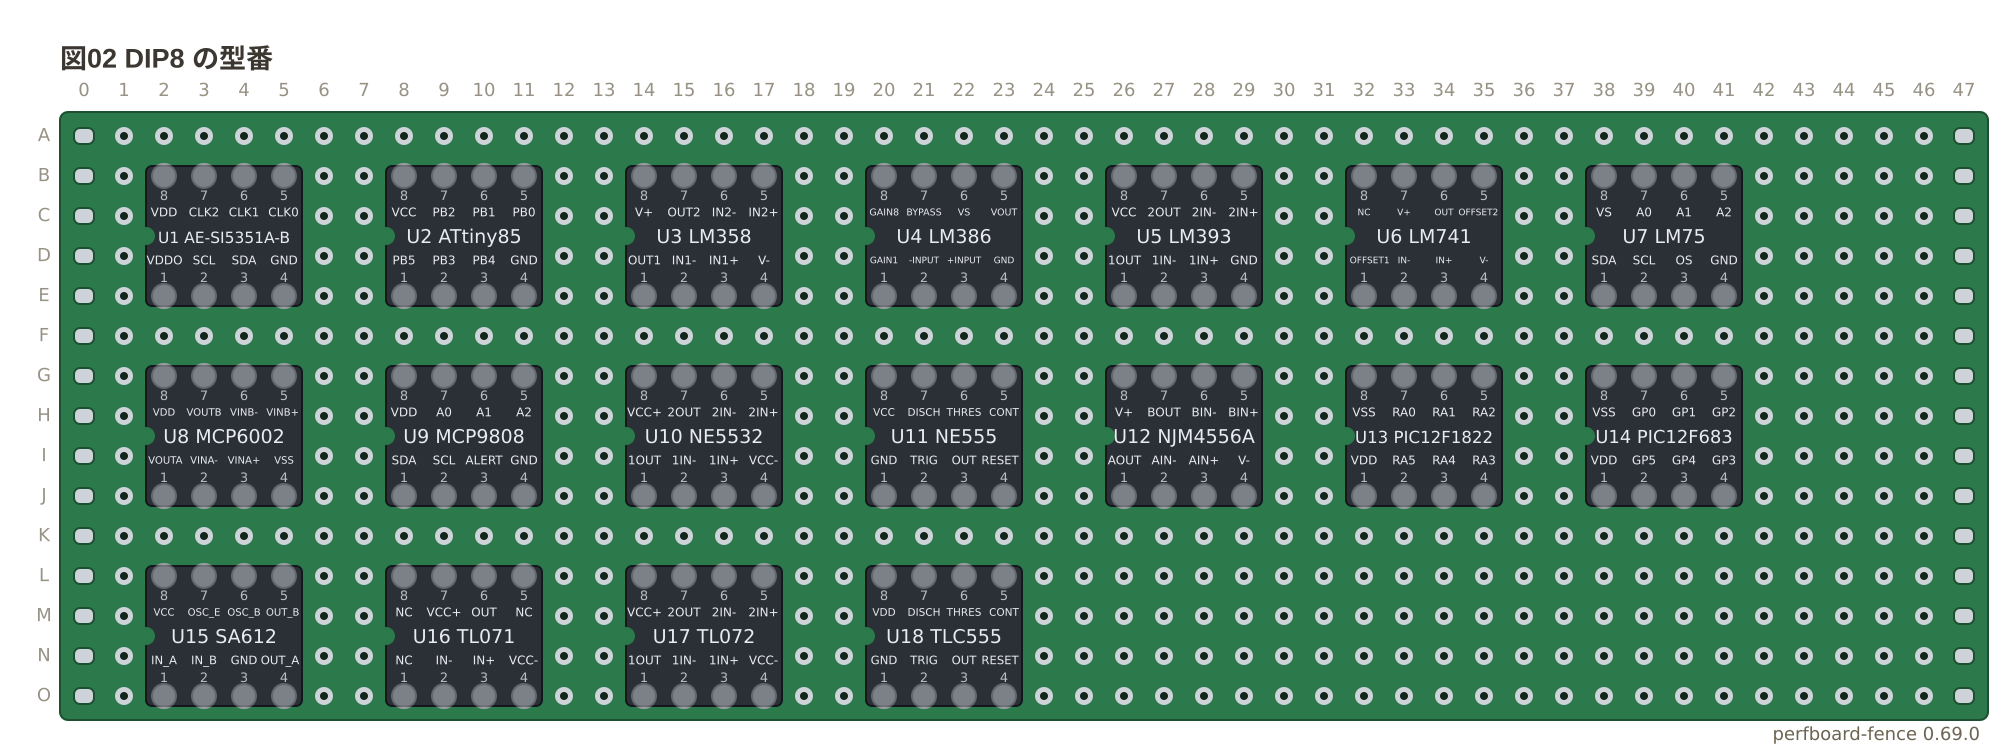 図02 DIP8 の型番
0 1 2 3 4 5 6 7 8 9 10 11 12 13 14 15 16 17 18 19 20 21 22 23 24 25 26 27 28 29 30 31 32 33 34 35 36 37 38 39 40 41 42 43 44 45 46 47
A
B
8 7 6 5 8 7 6 5 8 7 6 5 8 7 6 5 8 7 6 5 8 7 6 5 8 7 6 5
C VDD CLK2 CLK1 CLK0 VCC PB2 PB1 PB0 V+ OUT2 IN2- IN2+ GAIN8 BYPASS VS VOUT VCC 2OUT 2IN- 2IN+ NC V+ OUT OFFSET2 VS A0 A1 A2
U1 AE-SI5351A-B U2 ATtiny85 U3 LM358 U4 LM386 U5 LM393 U6 LM741 U7 LM75
D VDDO SCL SDA GND PB5 PB3 PB4 GND OUT1 IN1- IN1+ V- GAIN1 -INPUT +INPUT GND 1OUT 1IN- 1IN+ GND OFFSET1 IN- IN+ V- SDA SCL OS GND
1 2 3 4 1 2 3 4 1 2 3 4 1 2 3 4 1 2 3 4 1 2 3 4 1 2 3 4
E
F
G
8 7 6 5 8 7 6 5 8 7 6 5 8 7 6 5 8 7 6 5 8 7 6 5 8 7 6 5
H VDD VOUTB VINB- VINB+ VDD A0 A1 A2 VCC+ 2OUT 2IN- 2IN+ VCC DISCH THRES CONT V+ BOUT BIN- BIN+ VSS RA0 RA1 RA2 VSS GP0 GP1 GP2
U8 MCP6002 U9 MCP9808 U10 NE5532 U11 NE555 U12 NJM4556A U13 PIC12F1822 U14 PIC12F683
I VOUTA VINA- VINA+ VSS SDA SCL ALERT GND 1OUT 1IN- 1IN+ VCC- GND TRIG OUT RESET AOUT AIN- AIN+ V- VDD RA5 RA4 RA3 VDD GP5 GP4 GP3
1 2 3 4 1 2 3 4 1 2 3 4 1 2 3 4 1 2 3 4 1 2 3 4 1 2 3 4
J
K
L
8 7 6 5 8 7 6 5 8 7 6 5 8 7 6 5
M VCC OSC_E OSC_B OUT_B NC VCC+ OUT NC VCC+ 2OUT 2IN- 2IN+ VDD DISCH THRES CONT
U15 SA612 U16 TL071 U17 TL072 U18 TLC555
N IN_A IN_B GND OUT_A NC IN- IN+ VCC- 1OUT 1IN- 1IN+ VCC- GND TRIG OUT RESET
1 2 3 4 1 2 3 4 1 2 3 4 1 2 3 4
O
perfboard-fence 0.69.0